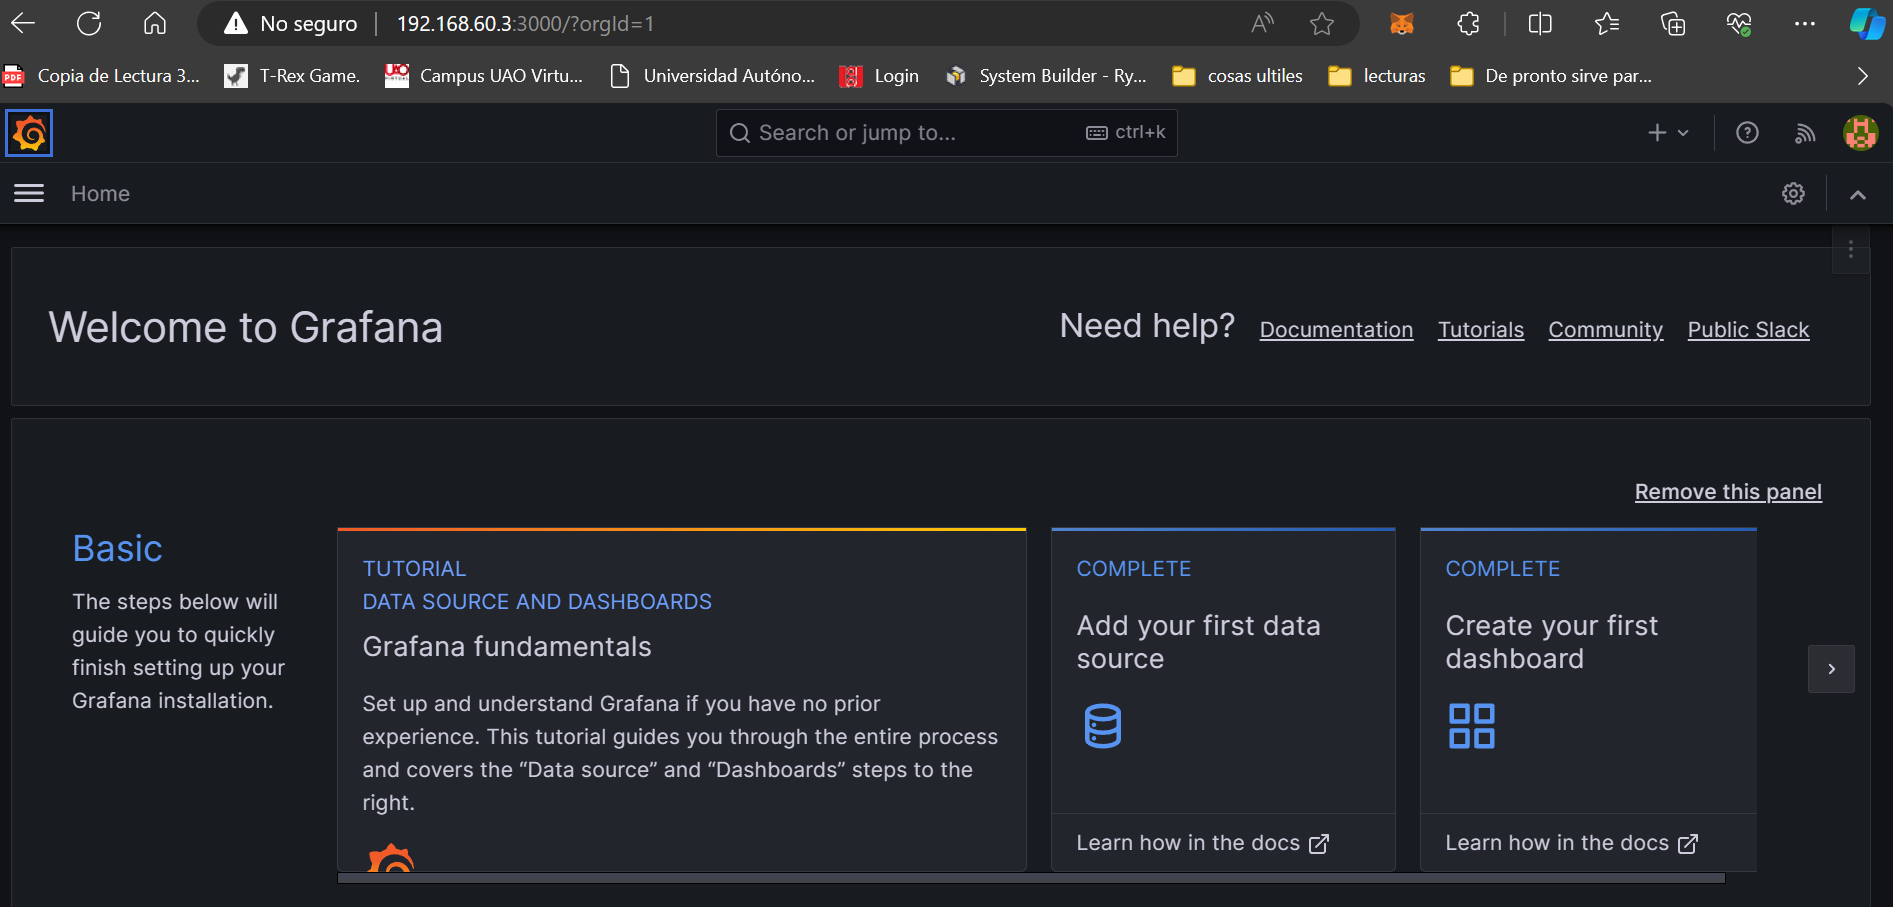 No seguro
192.168.60.3:3000/?orgId=1
PDF
Copia de Lectura 3...
T-Rex Game.
UAO
Campus UAO Virtu...
Universidad Autóno...
Login
System Builder - Ry...
cosas ultiles
lecturas
De pronto sirve par...
Search or jump to...
ctrl+k
Home
Welcome to Grafana
Need help?
Documentation
Tutorials
Community
Public Slack
Remove this panel
Basic
The steps below will
guide you to quickly
finish setting up your
Grafana installation.
TUTORIAL
DATA SOURCE AND DASHBOARDS
Grafana fundamentals
Set up and understand Grafana if you have no prior
experience. This tutorial guides you through the entire process
and covers the “Data source” and “Dashboards” steps to the
right.
COMPLETE
Add your first data
source
Learn how in the docs
COMPLETE
Create your first
dashboard
Learn how in the docs